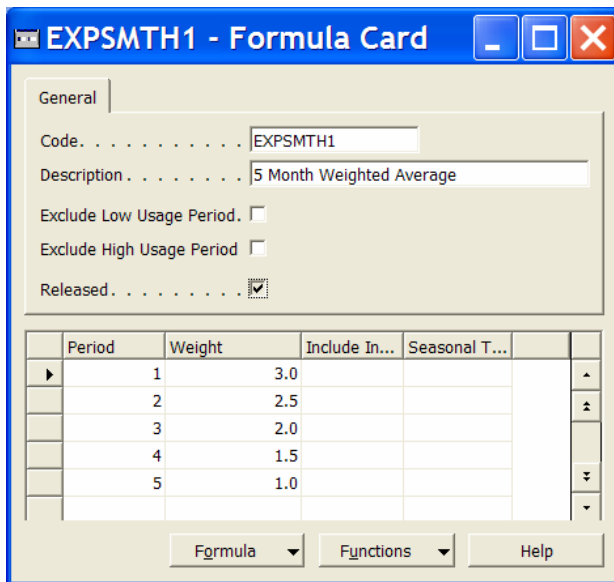 EXPSMTH1 - Formula Card
General
Code. . . . . . . . . . . EXPSMTH1
Description . . . . . . . . 5 Month Weighted Average
Exclude Low Usage Period.
Exclude High Usage Period
Released. . . . . . . . . .
Period Weight Include In... Seasonal T...
1 3.0
2 2.5
3 2.0
4 1.5
5 1.0
Formula Functions Help